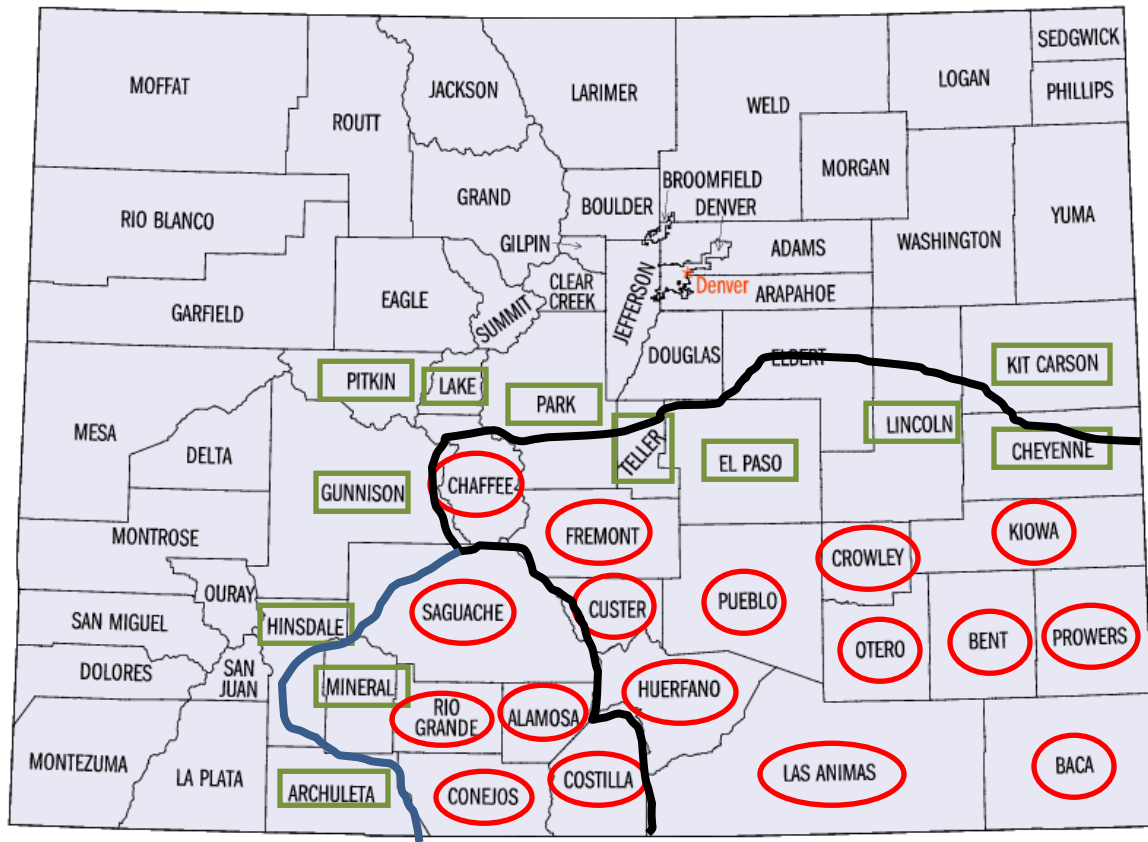 MOFFAT
ROUTT
JACKSON
LARIMER
WELD
LOGAN
SEDGWICK
PHILLIPS
MORGAN
RIO BLANCO
GRAND
BOULDER
BROOMFIELD
DENVER
YUMA
GILPIN
ADAMS
WASHINGTON
GARFIELD
EAGLE
SUMMIT
CLEAR
CREEK
JEFFERSON
Denver
ARAPAHOE
DOUGLAS
ELBERT
KIT CARSON
PITKIN
LAKE
PARK
LINCOLN
MESA
DELTA
TELLER
EL PASO
CHEYENNE
GUNNISON
CHAFFEE
MONTROSE
FREMONT
CROWLEY
KIOWA
OURAY
SAGUACHE
CUSTER
PUEBLO
SAN MIGUEL
HINSDALE
OTERO
BENT
PROWERS
DOLORES
SAN
JUAN
MINERAL
HUERFANO
RIO
GRANDE
ALAMOSA
MONTEZUMA
LA PLATA
ARCHULETA
CONEJOS
COSTILLA
LAS ANIMAS
BACA